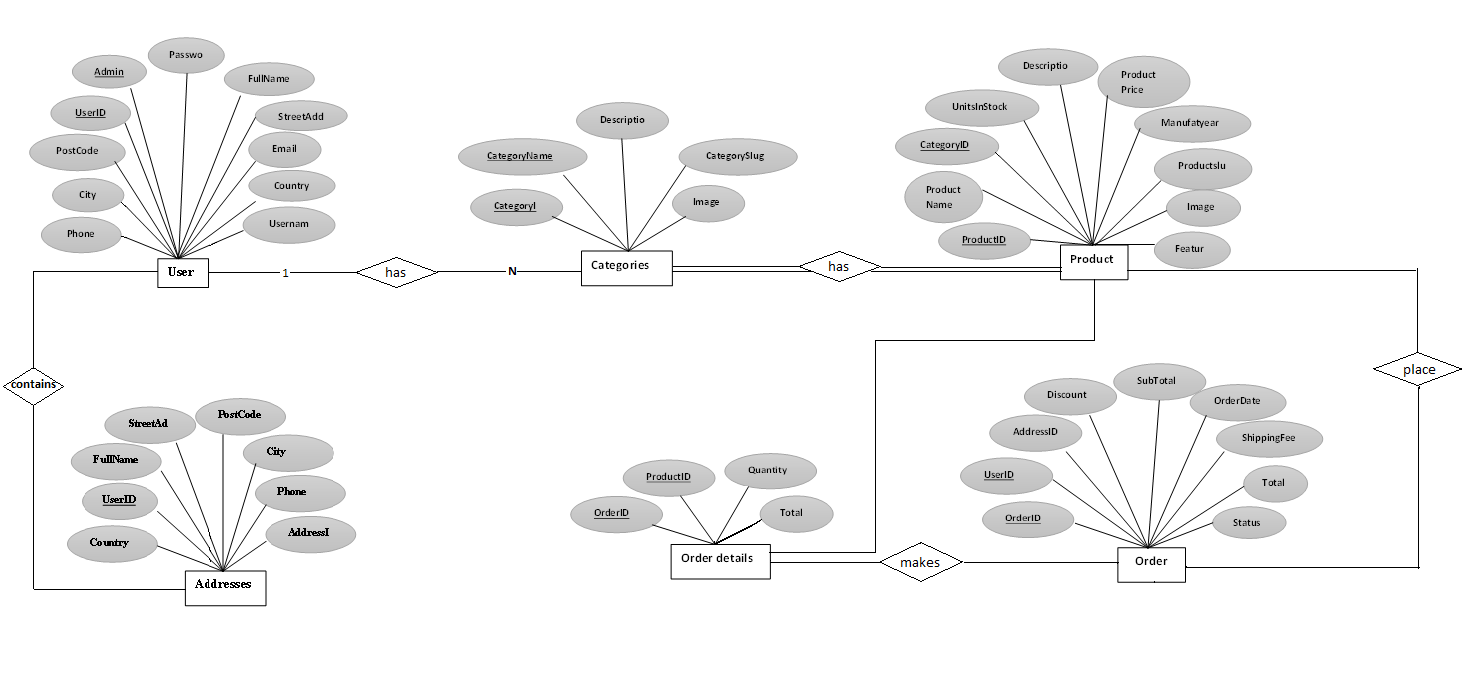 Passwo
Admin
FullName
UserID
StreetAdd
PostCode
Email
City
Country
Phone
Usernam
User
1
has
N
Descriptio
CategoryName
CategorySlug
CategoryI
Image
Categories
has
Descriptio
Product
Price
UnitsInStock
Manufatyear
CategoryID
Productslu
Product
Name
Image
ProductID
Featur
Product
contains
place
PostCode
StreetAd
City
FullName
Phone
UserID
AddressI
Country
Addresses
Quantity
ProductID
OrderID
Total
Order details
makes
SubTotal
Discount
OrderDate
AddressID
ShippingFee
UserID
Total
OrderID
Status
Order